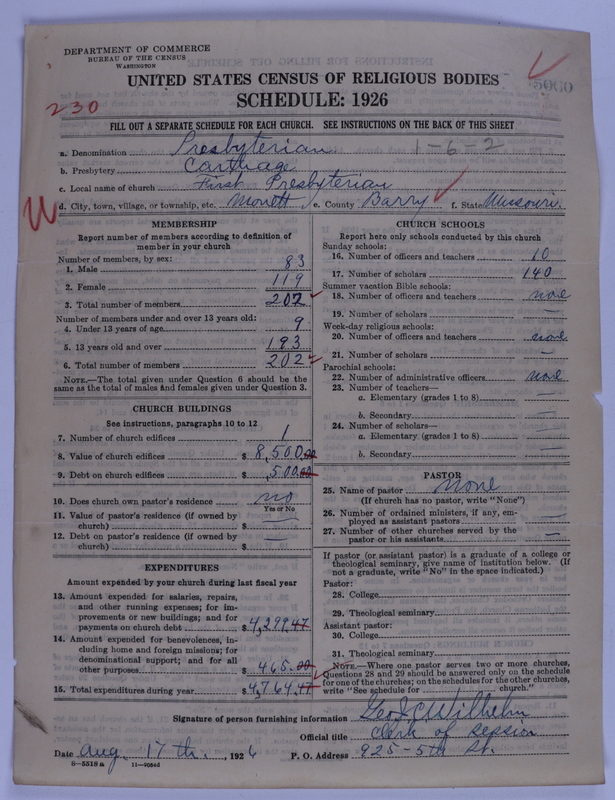 DEPARTMENT OF COMMERCE
BUREAU OF THE CENSUS
WASHINGTON
UNITED STATES CENSUS OF RELIGIOUS BODIES
5060
SCHEDULE: 1926
230
FILL OUT A SEPARATE SCHEDULE FOR EACH CHURCH. SEE INSTRUCTIONS ON THE BACK OF THIS SHEET
a. Denomination Presbyterian 1-6-2
b. Presbytery Carthage
c. Local name of church First Presbyterian
W d. City, town, village, or township, etc. Monett e. County Barry f. State Missouri
MEMBERSHIP
Report number of members according to definition of
member in your church
Number of members, by sex:
1. Male 83
2. Female 119
3. Total number of members 202
Number of members under and over 13 years old:
4. Under 13 years of age 9
5. 13 years old and over 193
6. Total number of members 202
NOTE.—The total given under Question 6 should be
same as the total of males and females given under Question 3.
CHURCH BUILDINGS
See instructions, paragraphs 10 to 12
7. Number of church edifices 1
8. Value of church edifices $ 8,500.00
9. Debt on church edifices $ 500.00
10. Does church own pastor's residence no
Yes or No
11. Value of pastor's residence (if owned by
church) $ —
12. Debt on pastor's residence (if owned by
church) $ —
EXPENDITURES
Amount expended by your church during last fiscal year
13. Amount expended for salaries, repairs,
and other running expenses; for im-
provements or new buildings; and for
payments on church debt $ 4,299.47
14. Amount expended for benevolences, in-
cluding home and foreign missions; for
denominational support; and for all
other purposes $ 465.00
15. Total expenditures during year $ 4,764.47
CHURCH SCHOOLS
Report here only schools conducted by this church
Sunday schools:
16. Number of officers and teachers 10
17. Number of scholars 140
Summer vacation Bible schools:
18. Number of officers and teachers none
19. Number of scholars —
Week-day religious schools:
20. Number of officers and teachers none
21. Number of scholars —
Parochial schools:
22. Number of administrative officers none
23. Number of teachers—
a. Elementary (grades 1 to 8) —
b. Secondary —
24. Number of scholars—
a. Elementary (grades 1 to 8) —
b. Secondary —
PASTOR
25. Name of pastor None
(If church has no pastor, write "None")
26. Number of ordained ministers, if any, em-
ployed as assistant pastors —
27. Number of other churches served by the
pastor or his assistants —
If pastor (or assistant pastor) is a graduate of a college or
theological seminary, give name of institution below. (If
not a graduate, write "No" in the space indicated.)
Pastor:
28. College
29. Theological seminary
Assistant pastor:
30. College
31. Theological seminary
NOTE.—Where one pastor serves two or more churches,
Questions 28 and 29 should be answered only on the schedule
for one of the churches; on the schedules for the other churches,
write "See schedule for church."
Signature of person furnishing information Wilhelm
Official title Clerk of Session
Date Aug. 17th, 1926 P. O. Address 925-5th St.
8—5518a 11—9054d